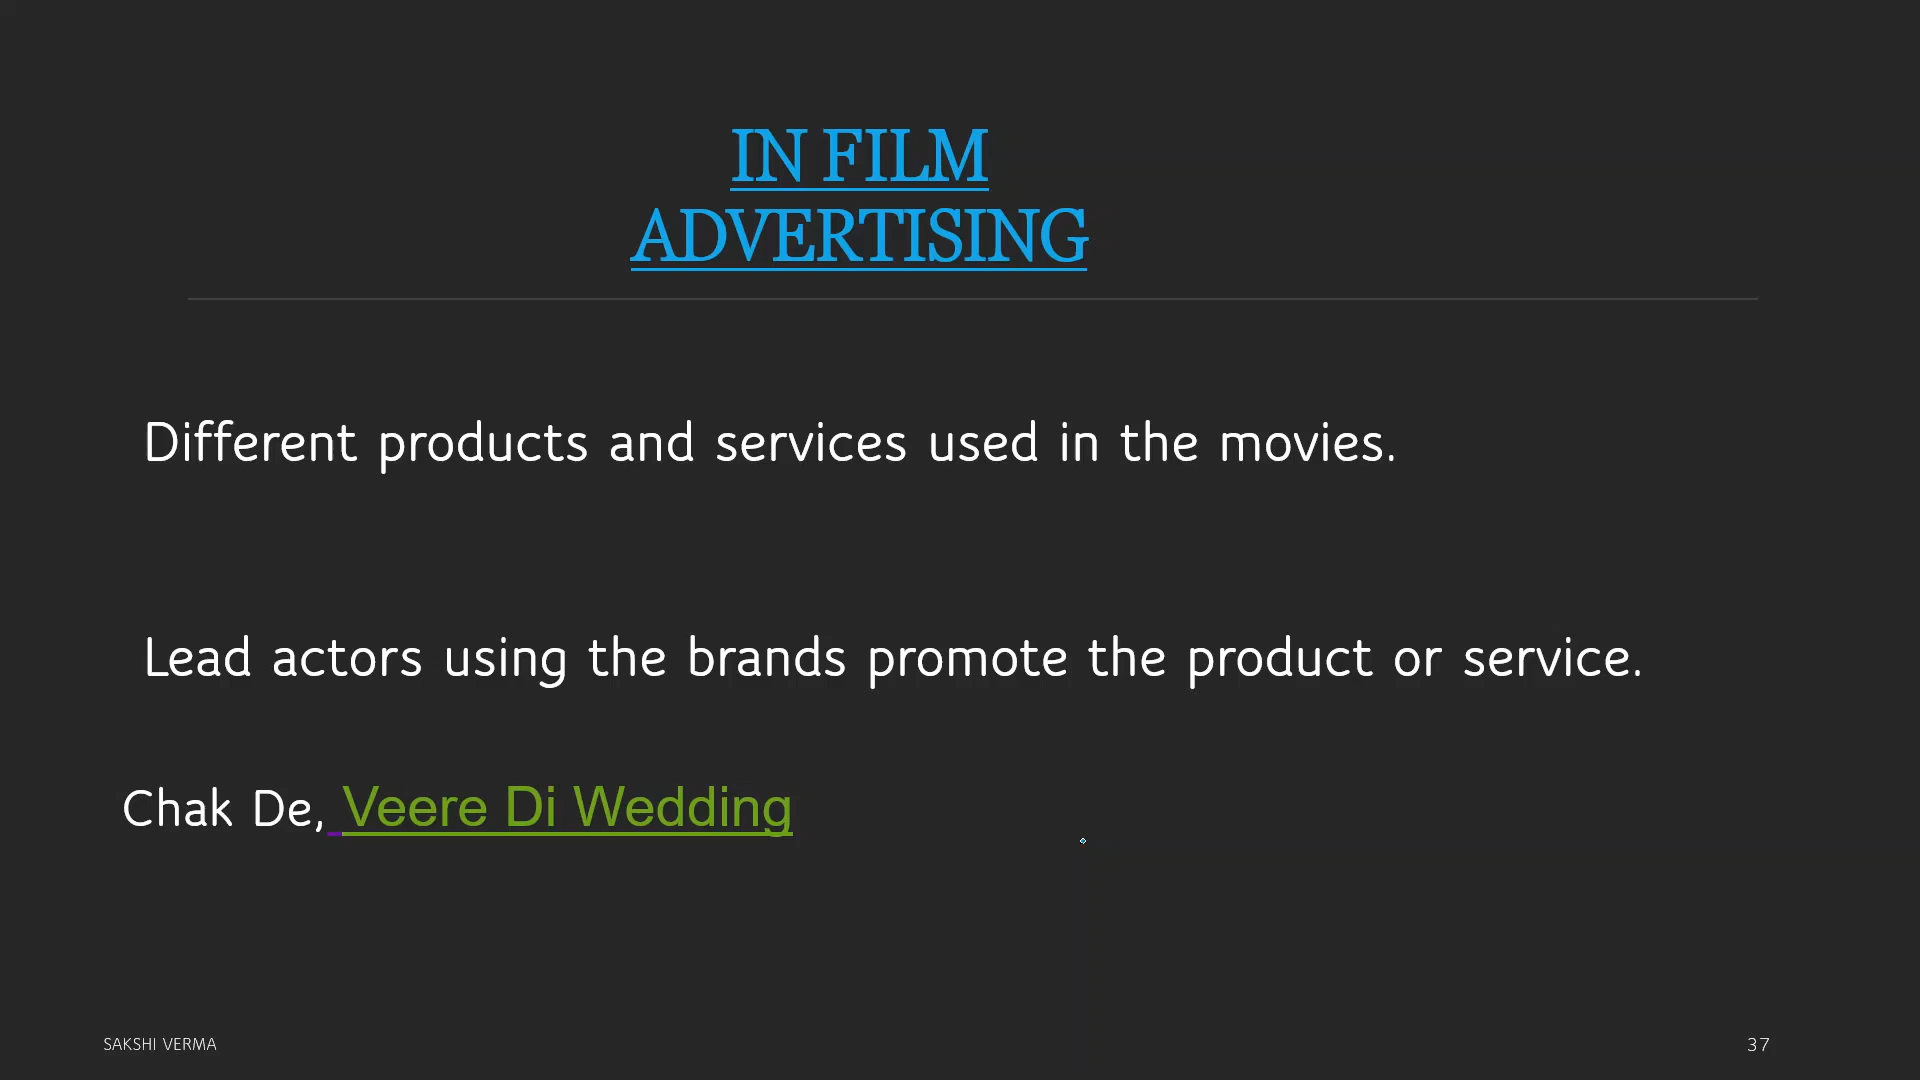 IN FILM
ADVERTISING
Different products and services used in the movies.
Lead actors using the brands promote the product or service.
Chak De, Veere Di Wedding
SAKSHI VERMA
37